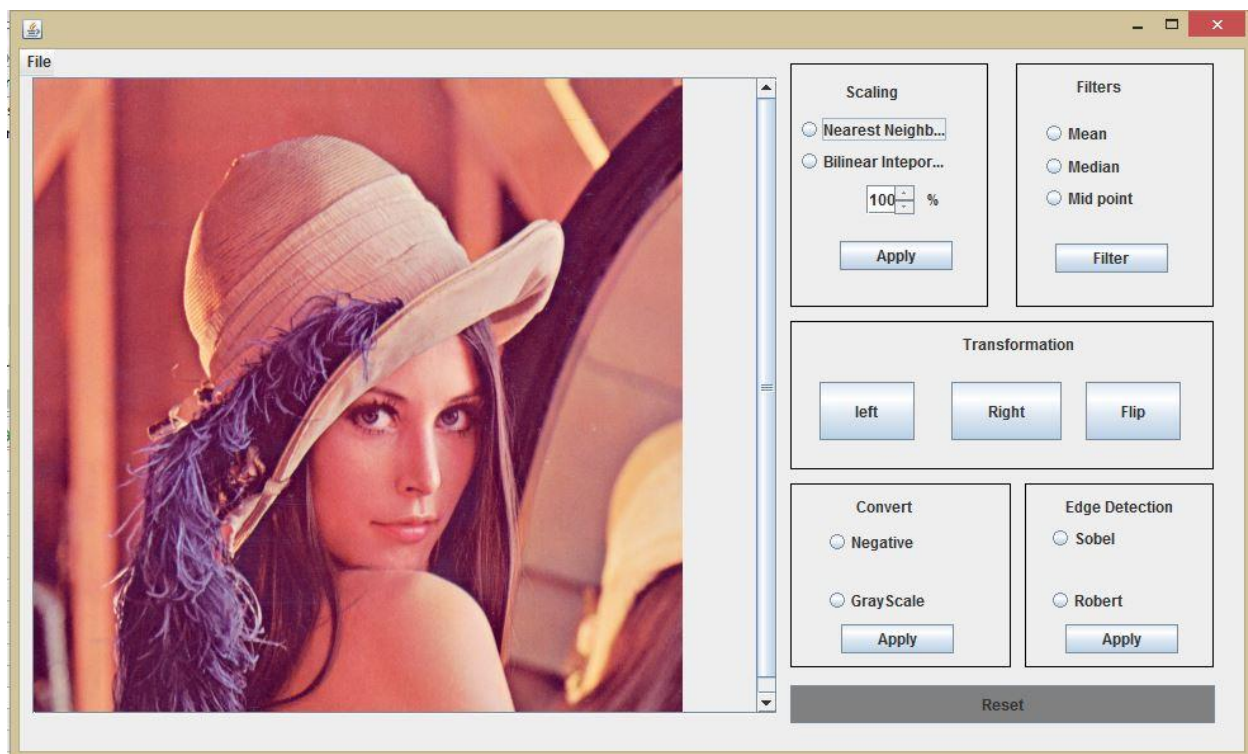 File
Scaling
Nearest Neighb...
Bilinear Intepor...
100 %
Apply
Filters
Mean
Median
Mid point
Filter
Transformation
left Right Flip
Convert
Negative
GrayScale
Apply
Edge Detection
Sobel
Robert
Apply
Reset